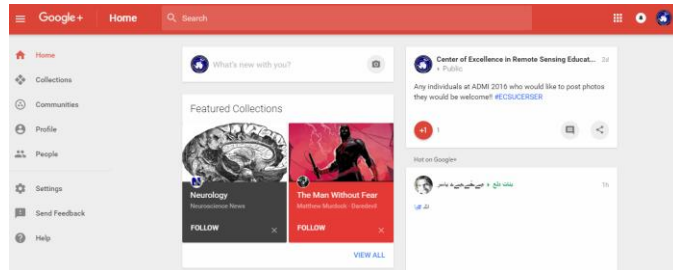 Google+
Home
Search
Home
Collections
Communities
Profile
People
Settings
Send Feedback
Help
What's new with you?
Featured Collections
Neurology
Neuroscience News
FOLLOW
The Man Without Fear
Matthew Murdock - Daredevil
FOLLOW
VIEW ALL
Center of Excellence in Remote Sensing Educat... 2d
Public
Any individuals at ADMI 2016 who would like to post photos
they would be welcome!! #ECSUCERSER
+1
1
Hot on Google+
1h